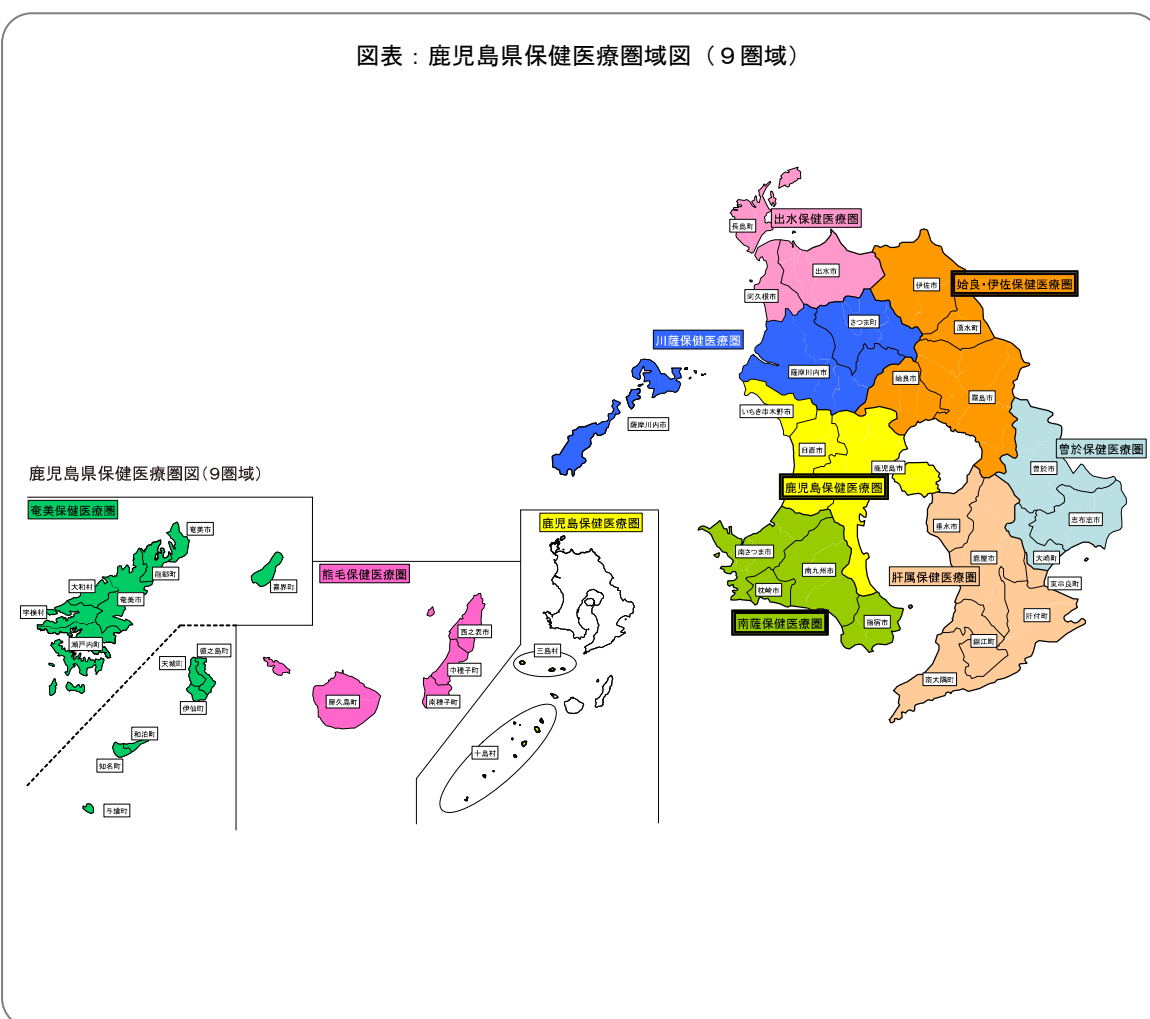 図表：鹿児島県保健医療圏域図（９圏域）
出水保健医療圏
長島町
出水市
阿久根市
伊佐市
姶良・伊佐保健医療圏
湧水町
さつま町
川薩保健医療圏
薩摩川内市
姶良市
霧島市
いちき串木野市
薩摩川内市
日置市
鹿児島市
曽於保健医療圏
曽於市
鹿児島県保健医療圏図(9圏域)
鹿児島保健医療圏
志布志市
奄美保健医療圏
奄美市
鹿児島保健医療圏
垂水市
南さつま市
鹿屋市
大崎町
龍郷町
熊毛保健医療圏
南九州市
肝属保健医療圏
東串良町
大和村
喜界町
奄美市
枕崎市
宇検村
西之表市
南薩保健医療圏
指宿市
肝付町
瀬戸内町
徳之島町
三島村
錦江町
天城町
中種子町
南大隅町
伊仙町
屋久島町
南種子町
和泊町
十島村
知名町
与論町